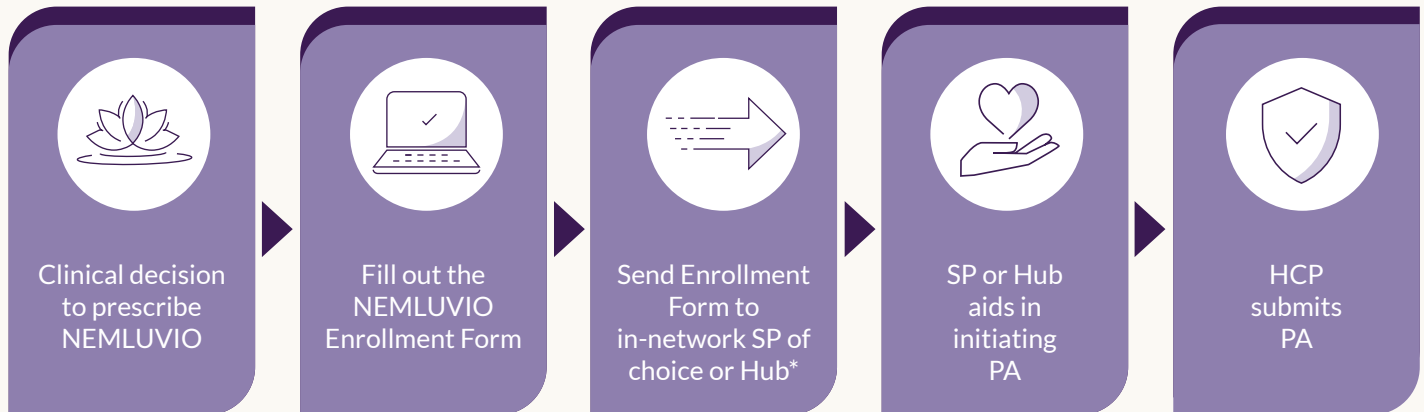 Clinical decision
to prescribe
NEMLUVIO
Fill out the
NEMLUVIO
Enrollment Form
Send Enrollment
Form to
in-network SP of
choice or Hub*
SP or Hub
aids in
initiating
PA
HCP
submits
PA